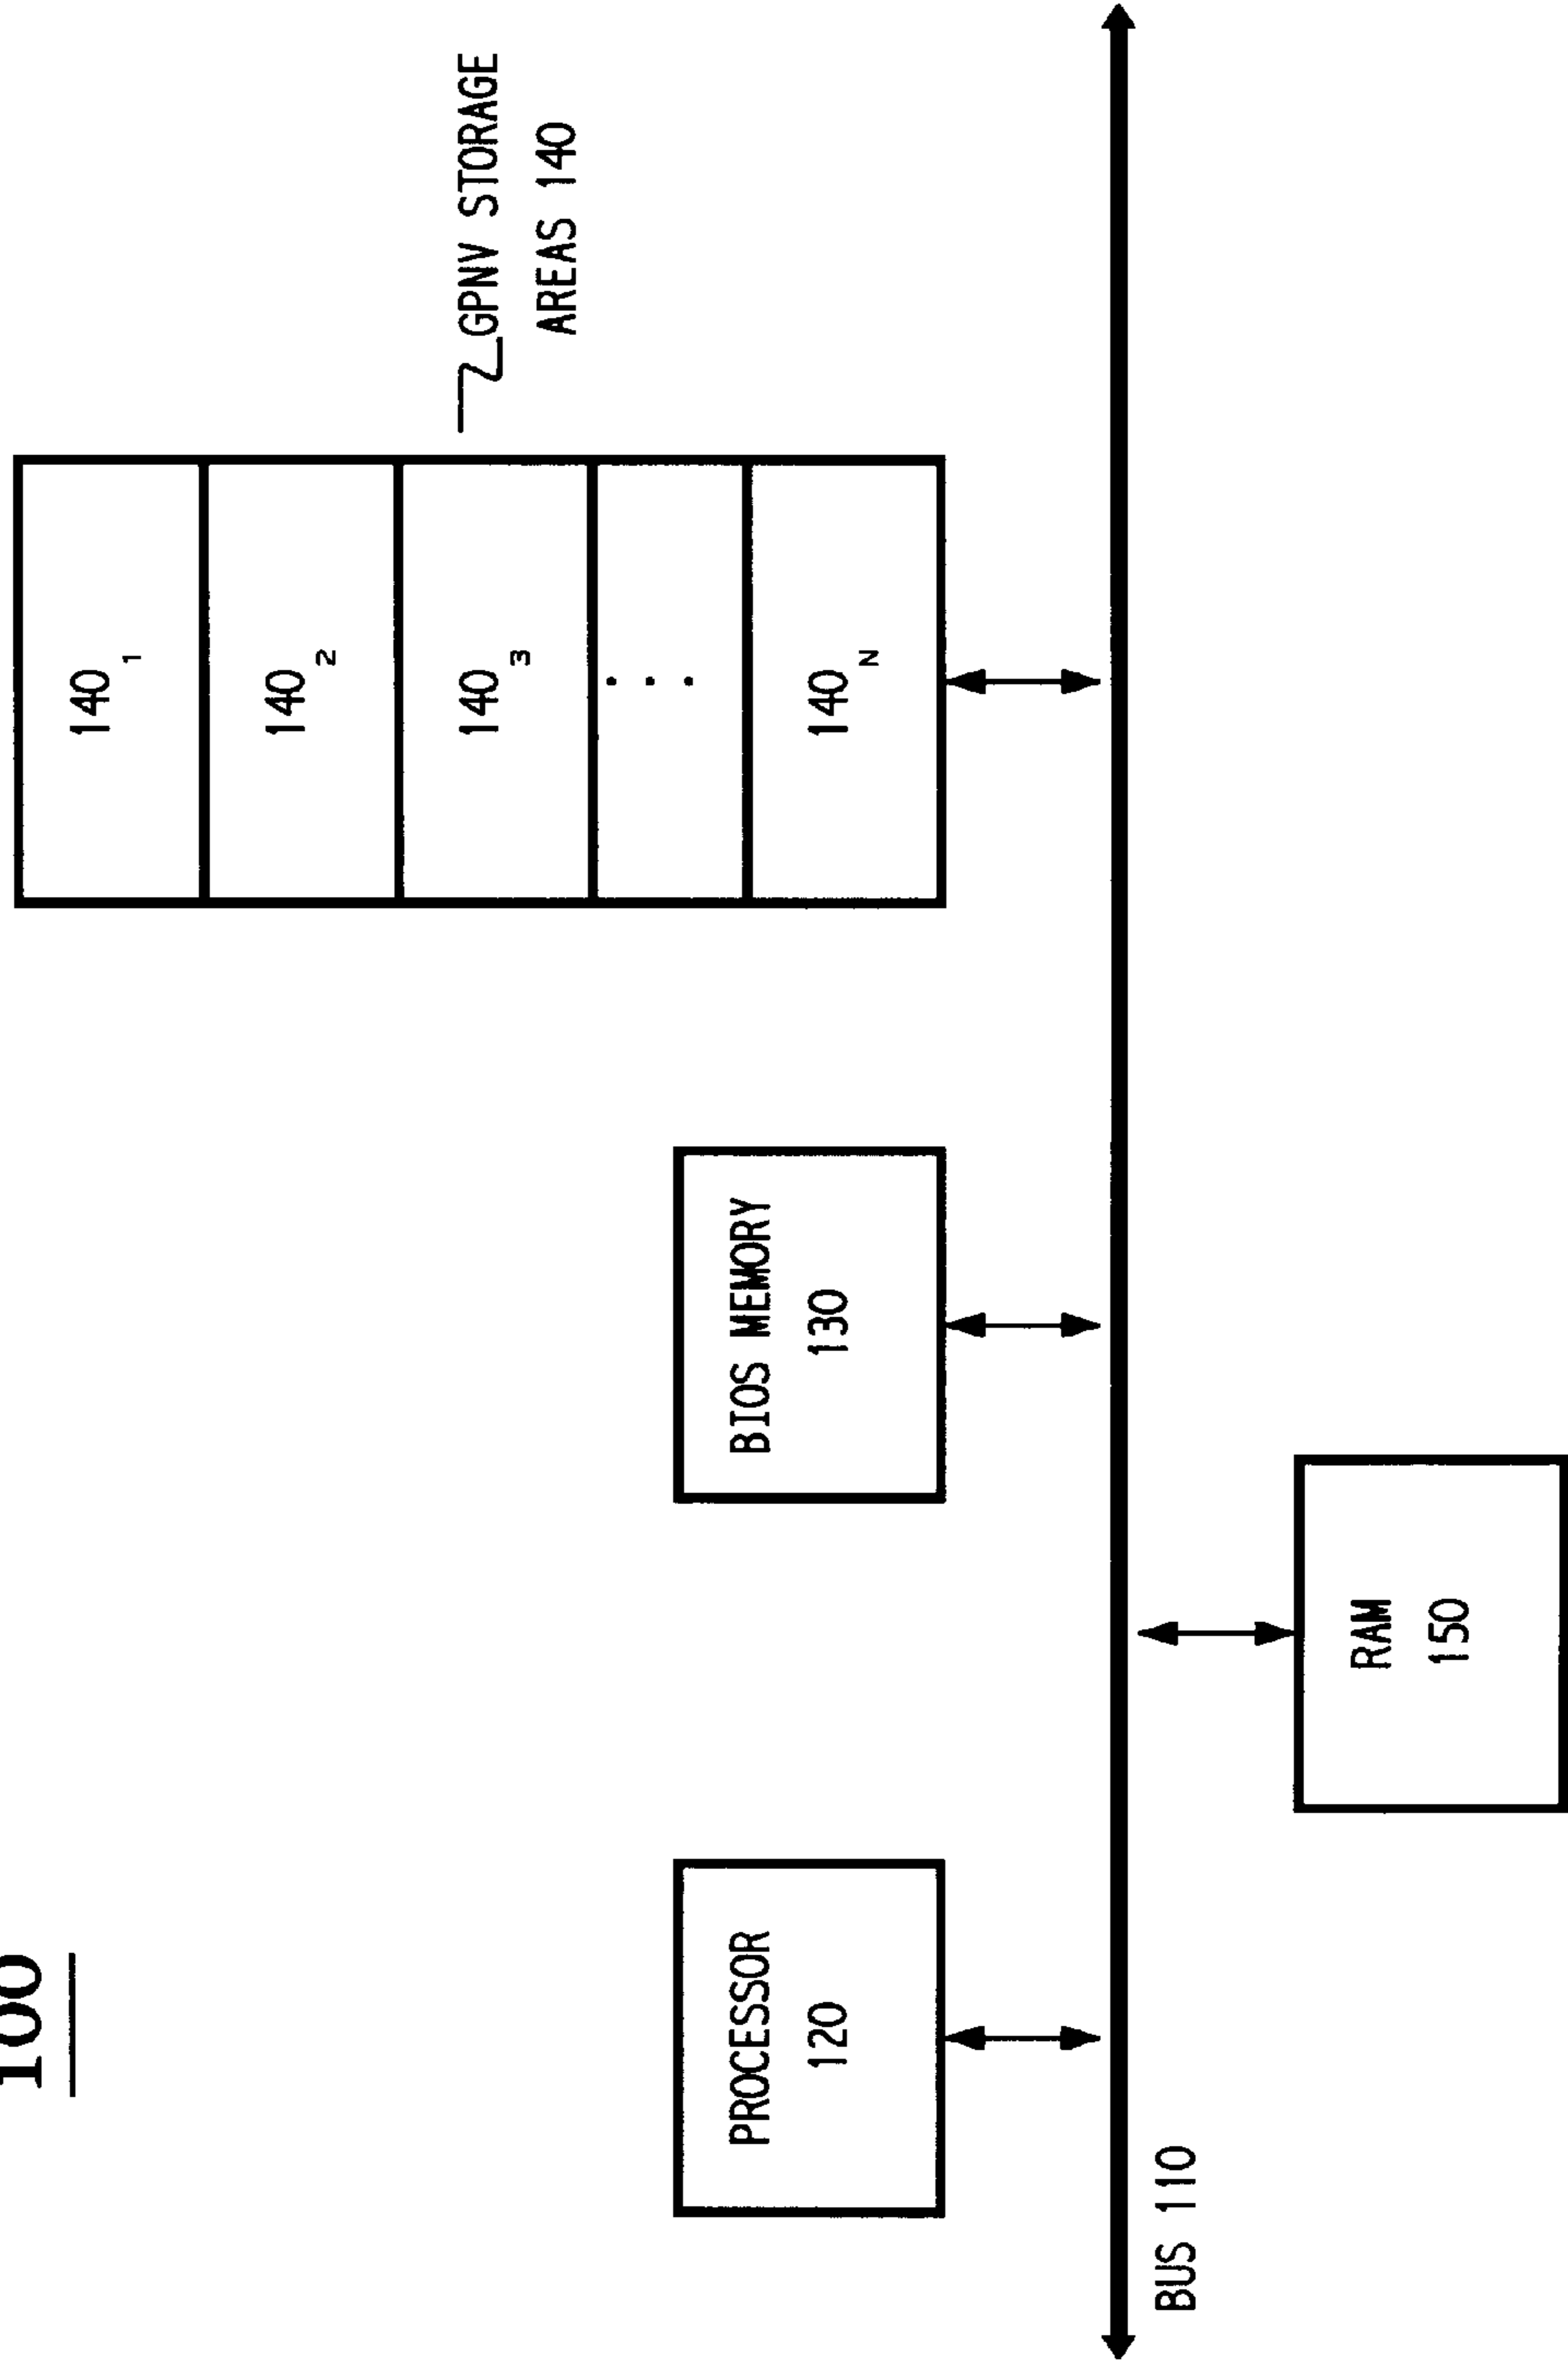 100
140 1
140 2
140 3
140 N
GPNV STORAGE
AREAS 140
PROCESSOR
120
BIOS MEMORY
130
BUS 110
RAM
150